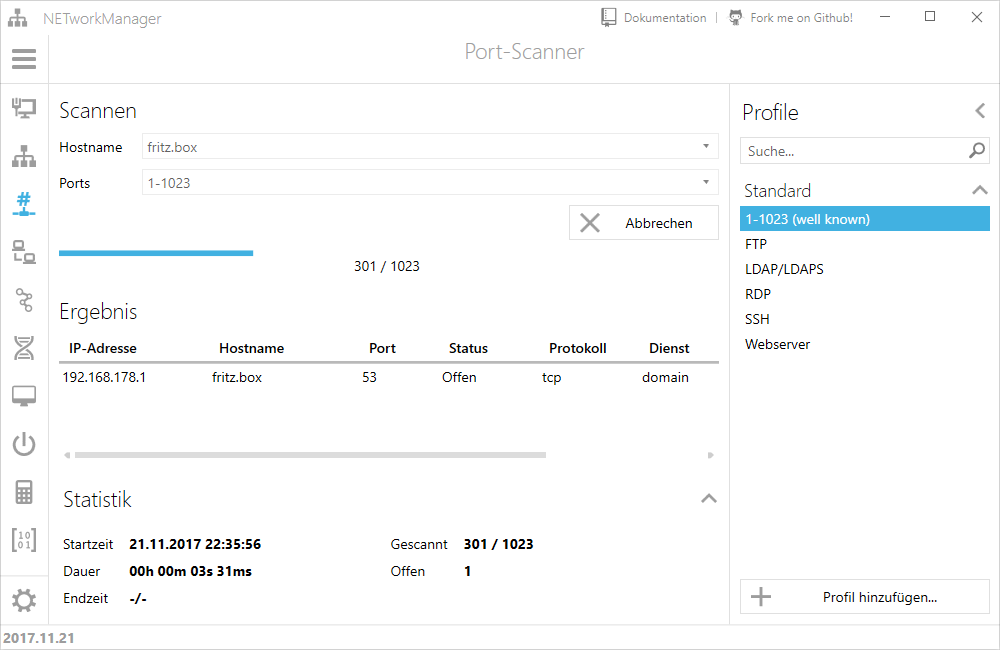 NETworkManager
Dokumentation | Fork me on Github!
Port-Scanner
Scannen
Hostname fritz.box
Ports 1-1023
Abbrechen
301 / 1023
Ergebnis
IP-Adresse Hostname Port Status Protokoll Dienst
192.168.178.1 fritz.box 53 Offen tcp domain
Statistik
Startzeit 21.11.2017 22:35:56 Gescannt 301 / 1023
Dauer 00h 00m 03s 31ms Offen 1
Endzeit -/-
Profile
Suche...
Standard
1-1023 (well known)
FTP
LDAP/LDAPS
RDP
SSH
Webserver
Profil hinzufügen...
2017.11.21